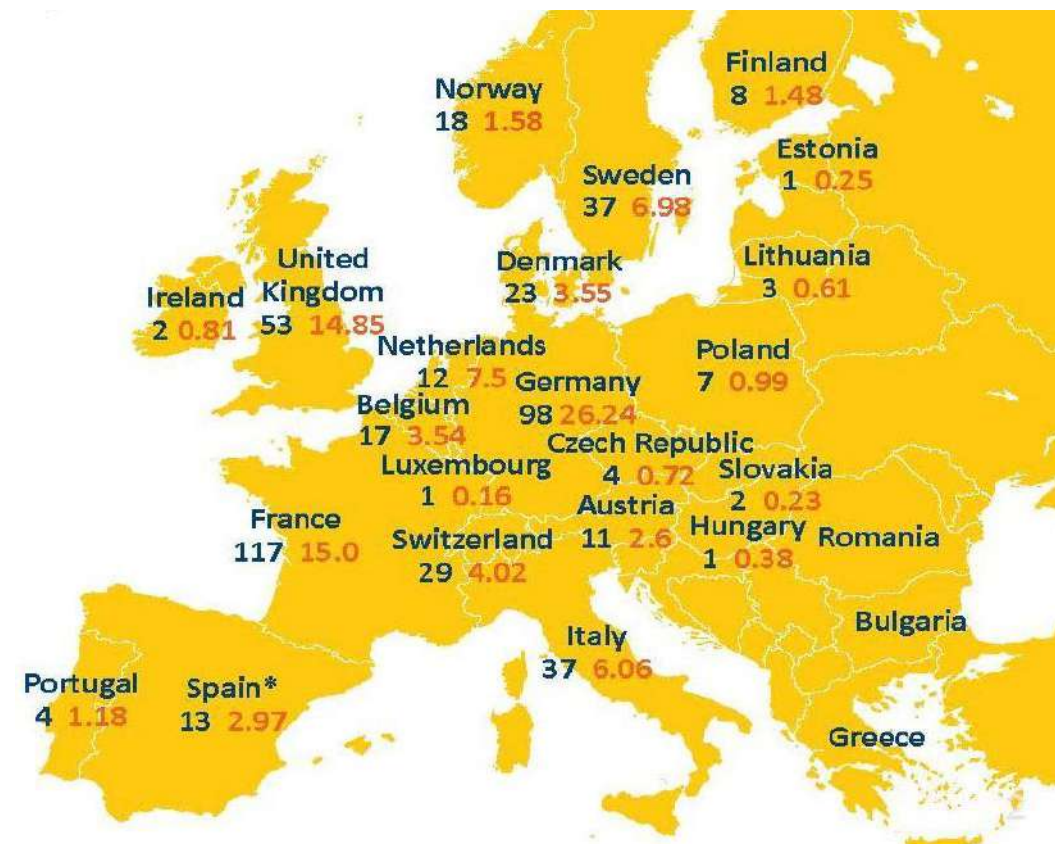 Finland
8 1.48
Norway
18 1.58
Estonia
1 0.25
Sweden
37 6.98
Lithuania
3 0.61
Denmark
23 3.55
United
Kingdom
53 14.85
Ireland
2 0.81
Netherlands
12 7.5
Poland
7 0.99
Germany
98 26.24
Belgium
17 3.54
Czech Republic
4 0.72
Luxembourg
1 0.16
Slovakia
2 0.23
Austria
11 2.6
France
117 15.0
Switzerland
29 4.02
Hungary
1 0.38
Romania
Bulgaria
Italy
37 6.06
Portugal
4 1.18
Spain*
13 2.97
Greece